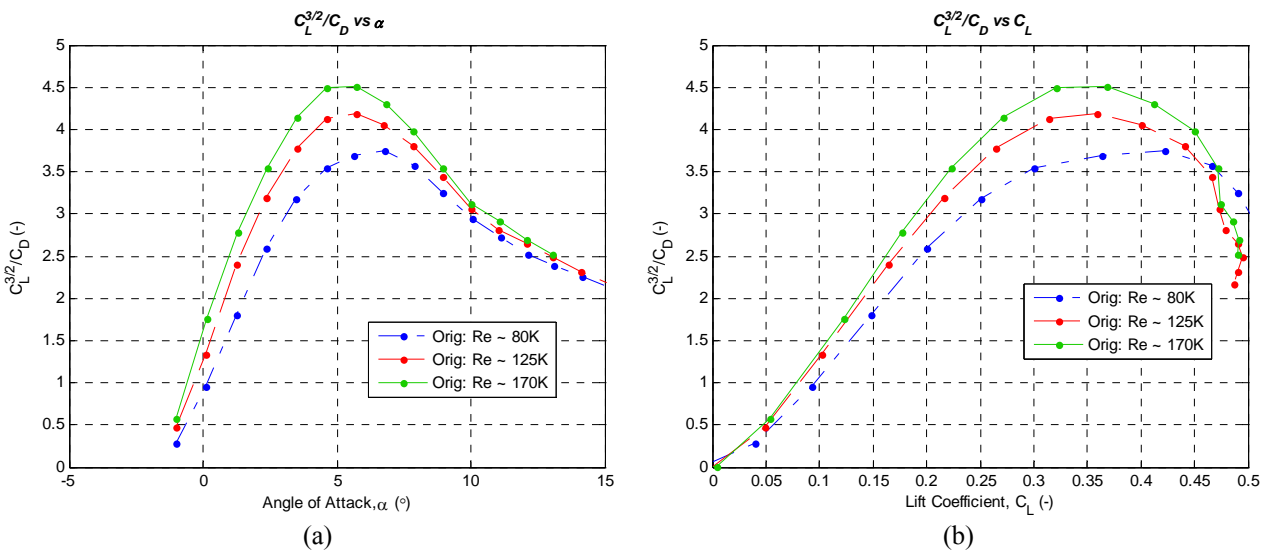 C_L^{3/2}/C_D vs α
5
4.5
4
3.5
3
2.5
2
1.5
1
0.5
0
C_L^{3/2}/C_D (-)
-5
0
5
10
15
Angle of Attack,α (°)
Orig: Re ~ 80K
Orig: Re ~ 125K
Orig: Re ~ 170K
(a)
C_L^{3/2}/C_D vs C_L
5
4.5
4
3.5
3
2.5
2
1.5
1
0.5
0
C_L^{3/2}/C_D (-)
0
0.05
0.1
0.15
0.2
0.25
0.3
0.35
0.4
0.45
0.5
Lift Coefficient, C_L (-)
Orig: Re ~ 80K
Orig: Re ~ 125K
Orig: Re ~ 170K
(b)